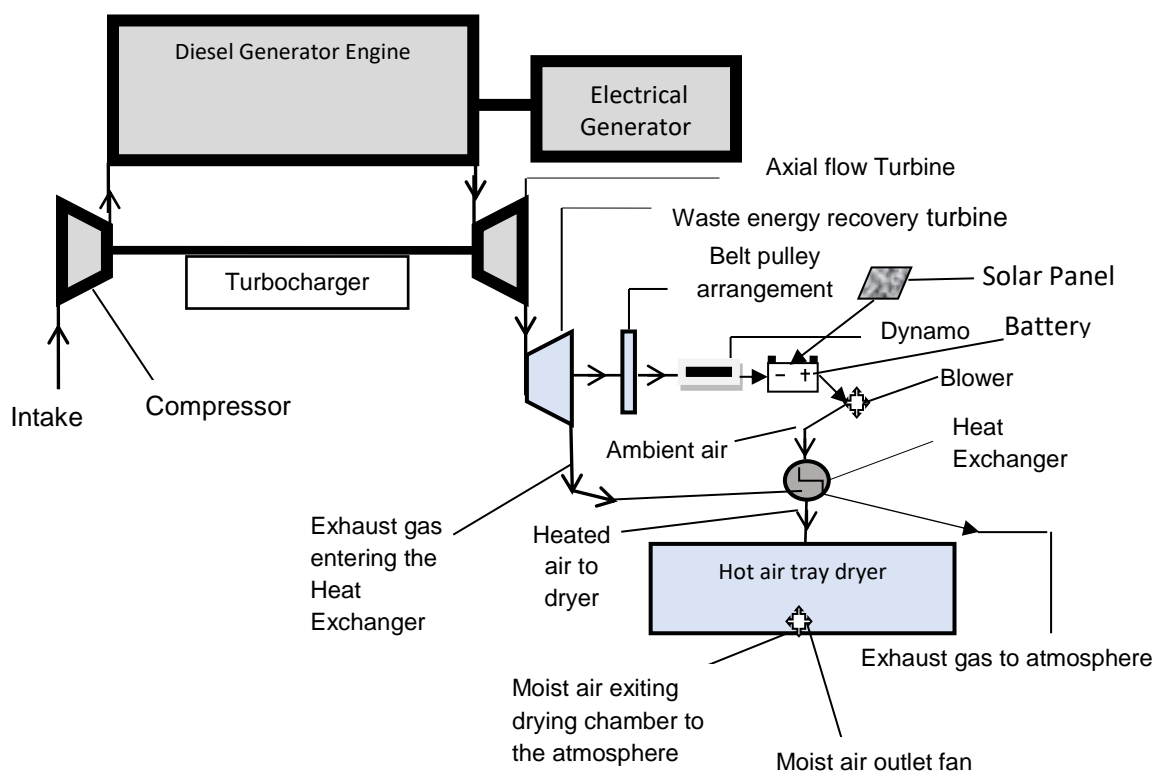 Diesel Generator Engine
Electrical
Generator
Axial flow Turbine
Waste energy recovery turbine
Belt pulley
arrangement
Turbocharger
Solar Panel
Dynamo
Battery
Blower
Intake
Compressor
Ambient air
Heat
Exchanger
Exhaust gas
entering the
Heat
Exchanger
Heated
air to
dryer
Hot air tray dryer
Exhaust gas to atmosphere
Moist air exiting
drying chamber to
the atmosphere
Moist air outlet fan